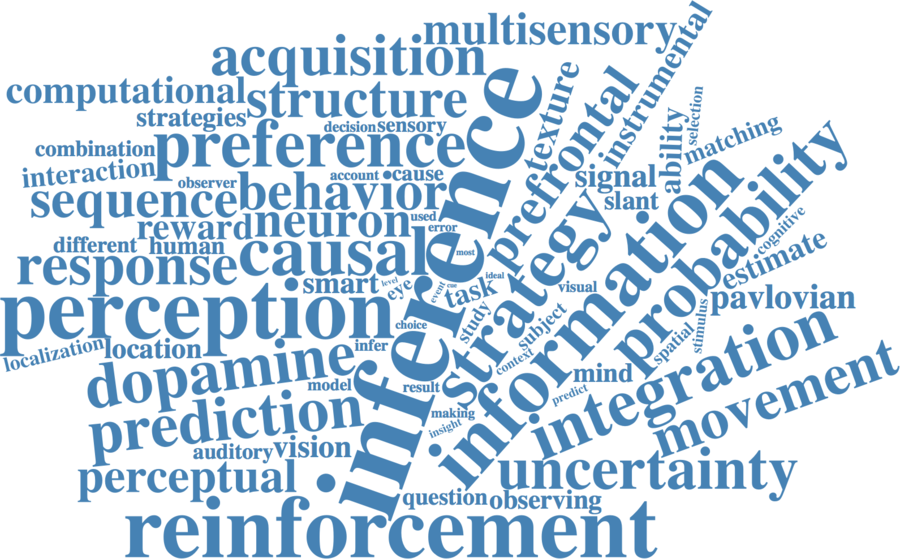 multisensory
acquisition
computational
structure
strategies
decision
sensory
preference
combination
interaction
observer
account
cause
sequence
behavior
reward
neuron
used
error
different
human
causal
response
smart
level
eye
perception
inference
most
event
cue
ideal
task
choice
study
localization
location
infer
dopamine
model
result
prediction
making
insight
auditory
vision
perceptual
question
observing
reinforcement
texture
prefrontal
instrumental
selection
ability
matching
signal
slant
strategy
information
probability
cognitive
estimate
visual
pavlovian
subject
context
spatial
stimulus
mind
predict
integration
movement
uncertainty